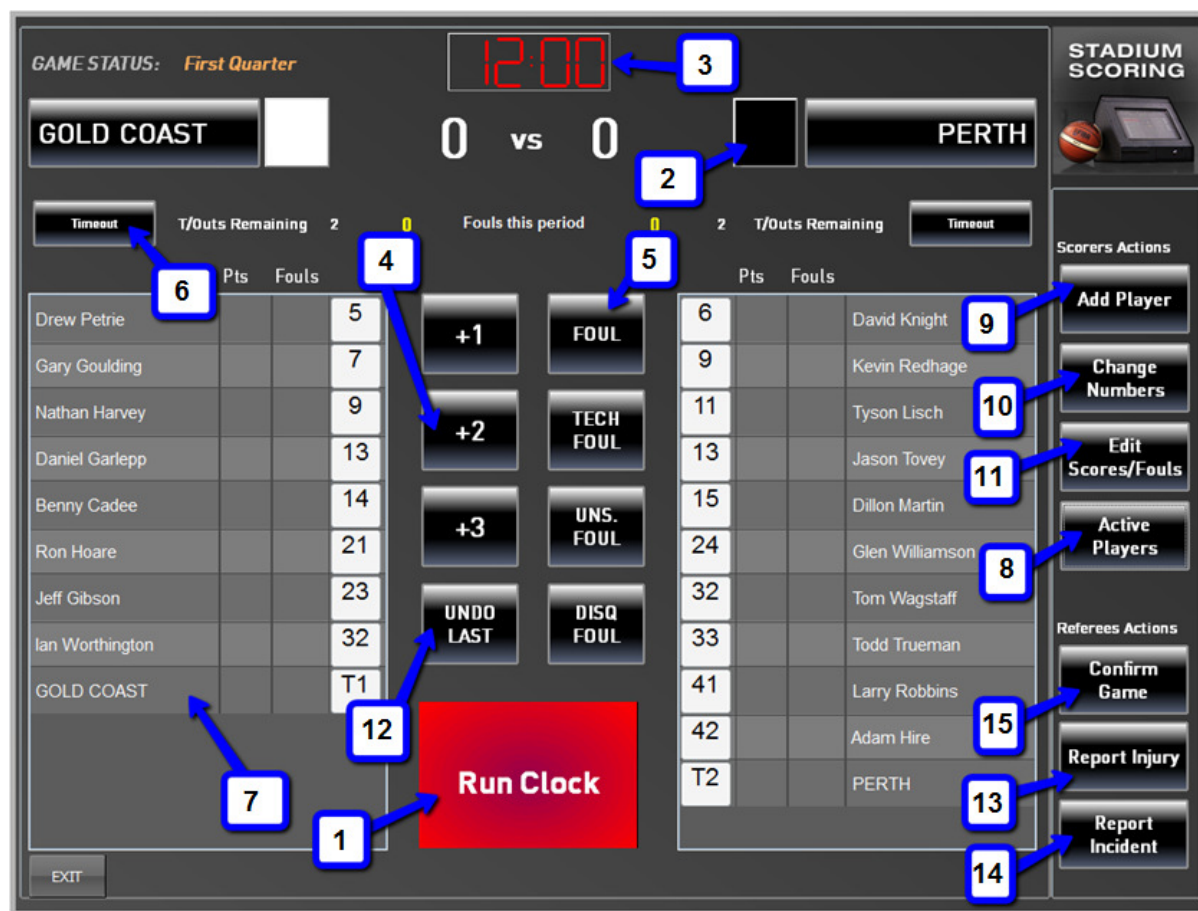 GAME STATUS: First Quarter
12:00
3
STADIUM
SCORING
GOLD COAST
0 vs 0
PERTH
2
Timeout
T/Outs Remaining 2
0
Fouls this period
0
2 T/Outs Remaining
Timeout
6
4
5
Pts Fouls
Pts Fouls
Drew Petrie 5
Gary Goulding 7
Nathan Harvey 9
Daniel Garlepp 13
Benny Cadee 14
Ron Hoare 21
Jeff Gibson 23
Ian Worthington 32
GOLD COAST T1
7
+1
FOUL
+2
TECH
FOUL
+3
UNS.
FOUL
UNDO
LAST
DISQ
FOUL
12
Run Clock
1
6 David Knight
9 Kevin Redhage
11 Tyson Lisch
13 Jason Tovey
15 Dillon Martin
24 Glen Williamson
32 Tom Wagstaff
33 Todd Trueman
41 Larry Robbins
42 Adam Hire
T2 PERTH
Scorers Actions
Add Player
9
Change
Numbers
10
Edit
Scores/Fouls
11
Active
Players
8
Referees Actions
Confirm
Game
15
Report Injury
13
Report
Incident
14
EXIT